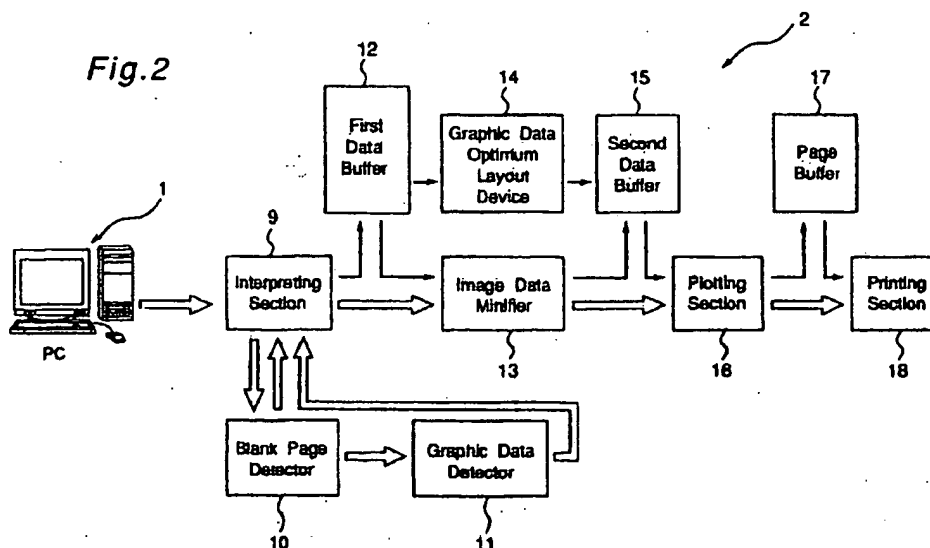 Fig.2
2
12
First
Data
Buffer
14
Graphic Data
Optimum
Layout
Device
15
Second
Data
Buffer
17
Page
Buffer
1
PC
9
Interpreting
Section
Image Data
Minifier
13
Plotting
Section
16
Printing
Section
18
Blank Page
Detector
10
Graphic Data
Detector
11